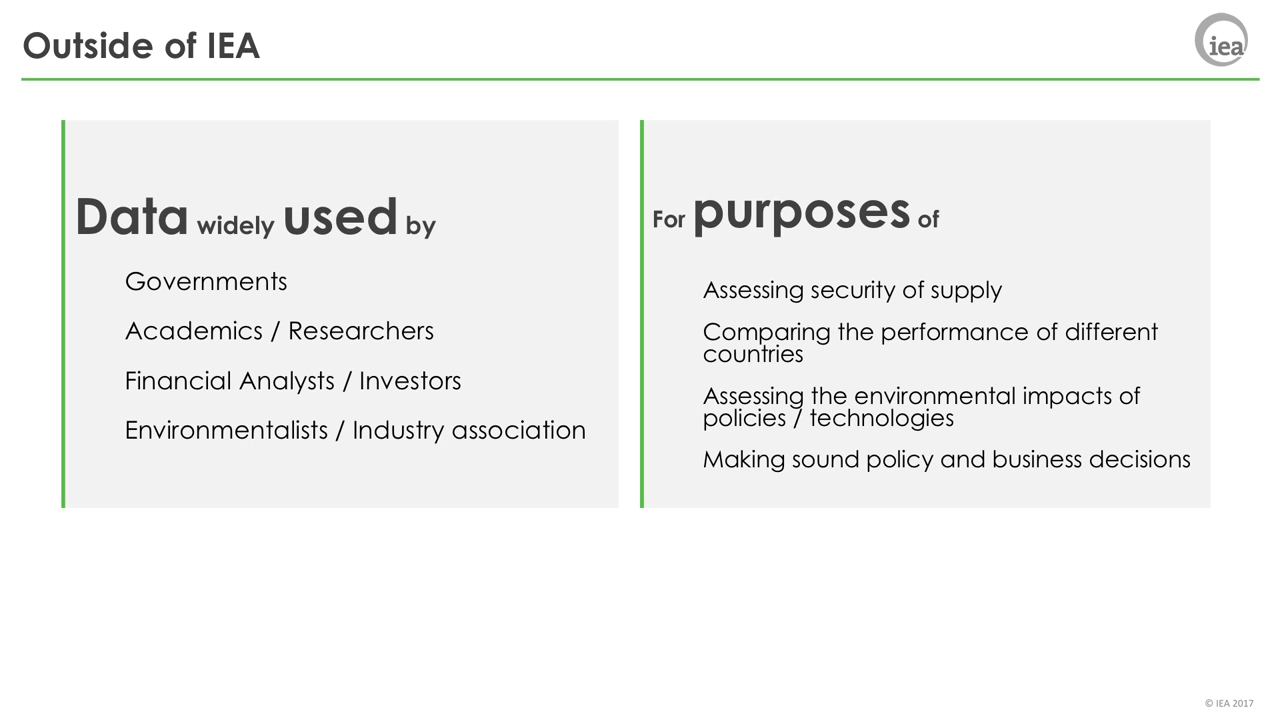 Outside of IEA
iea
Data widely used by
Governments
Academics / Researchers
Financial Analysts / Investors
Environmentalists / Industry association
For purposes of
Assessing security of supply
Comparing the performance of different
countries
Assessing the environmental impacts of
policies / technologies
Making sound policy and business decisions
© IEA 2017